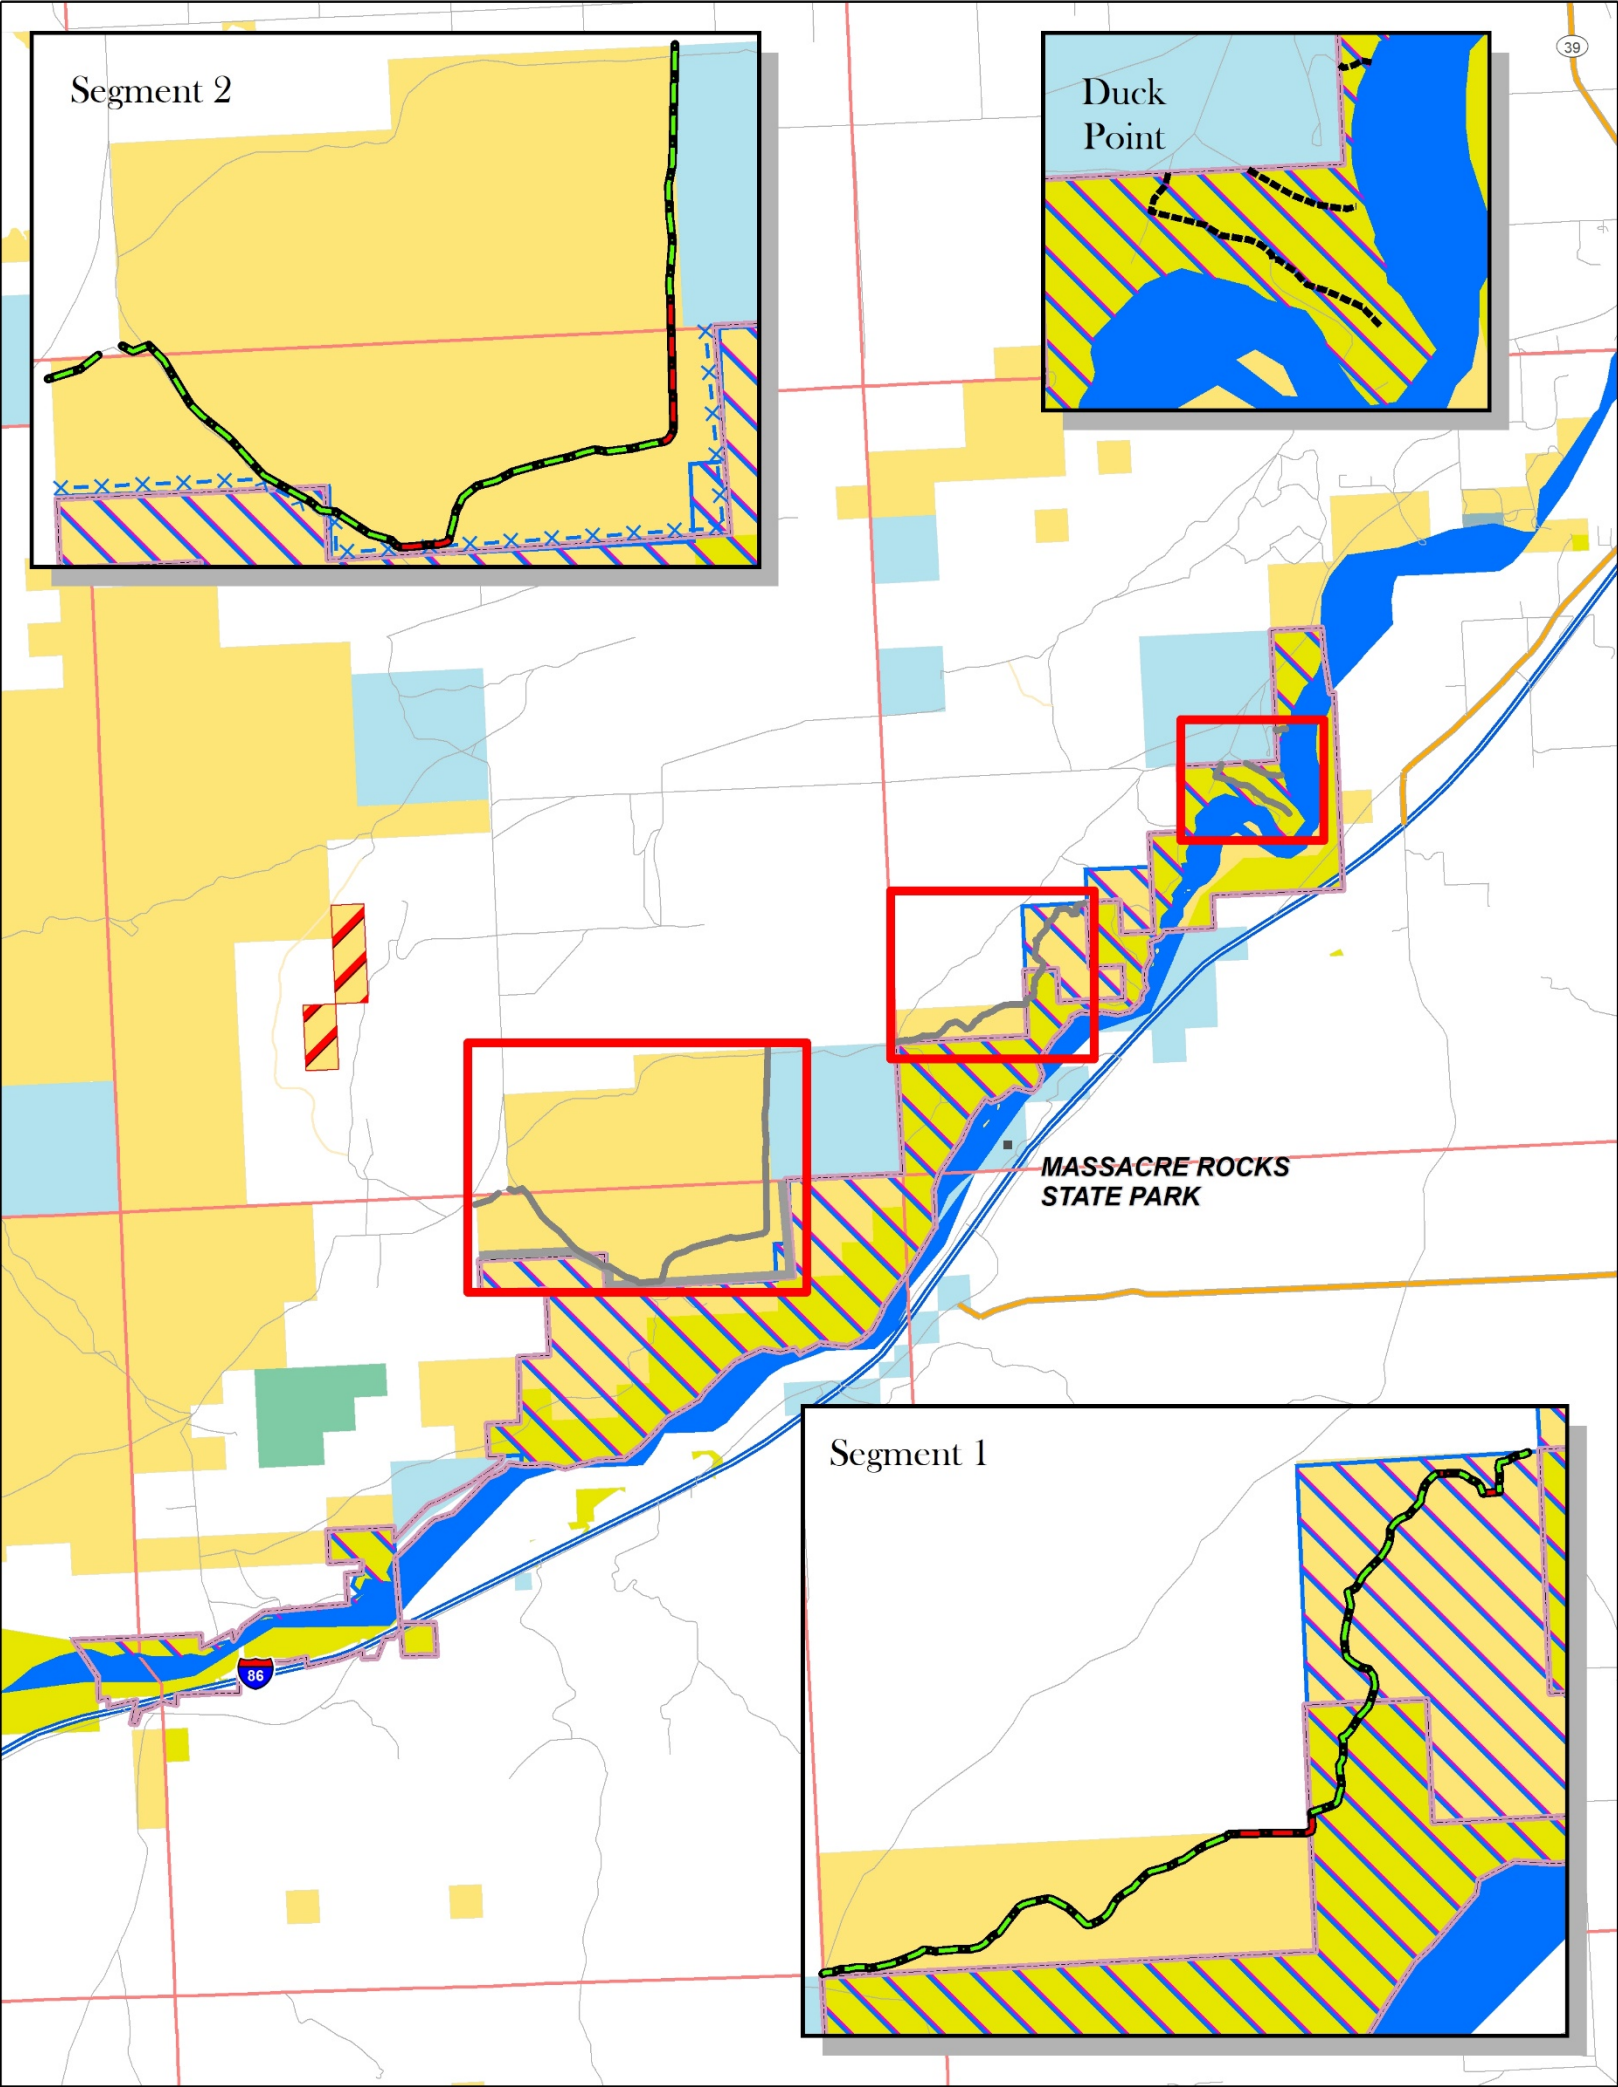 Segment 2
Duck
Point
39
MASSACRE ROCKS
STATE PARK
Segment 1
86